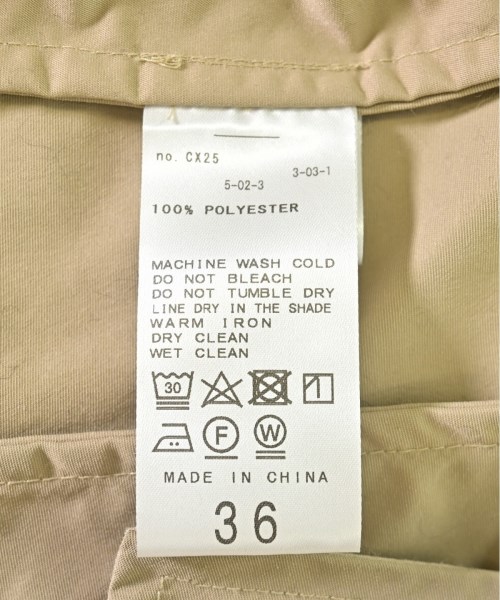 no. CX25
3-03-1
5-02-3
100% POLYESTER
MACHINE WASH COLD
DO NOT BLEACH
DO NOT TUMBLE DRY
LINE DRY IN THE SHADE
WARM IRON
DRY CLEAN
WET CLEAN
30
F W
MADE IN CHINA
36